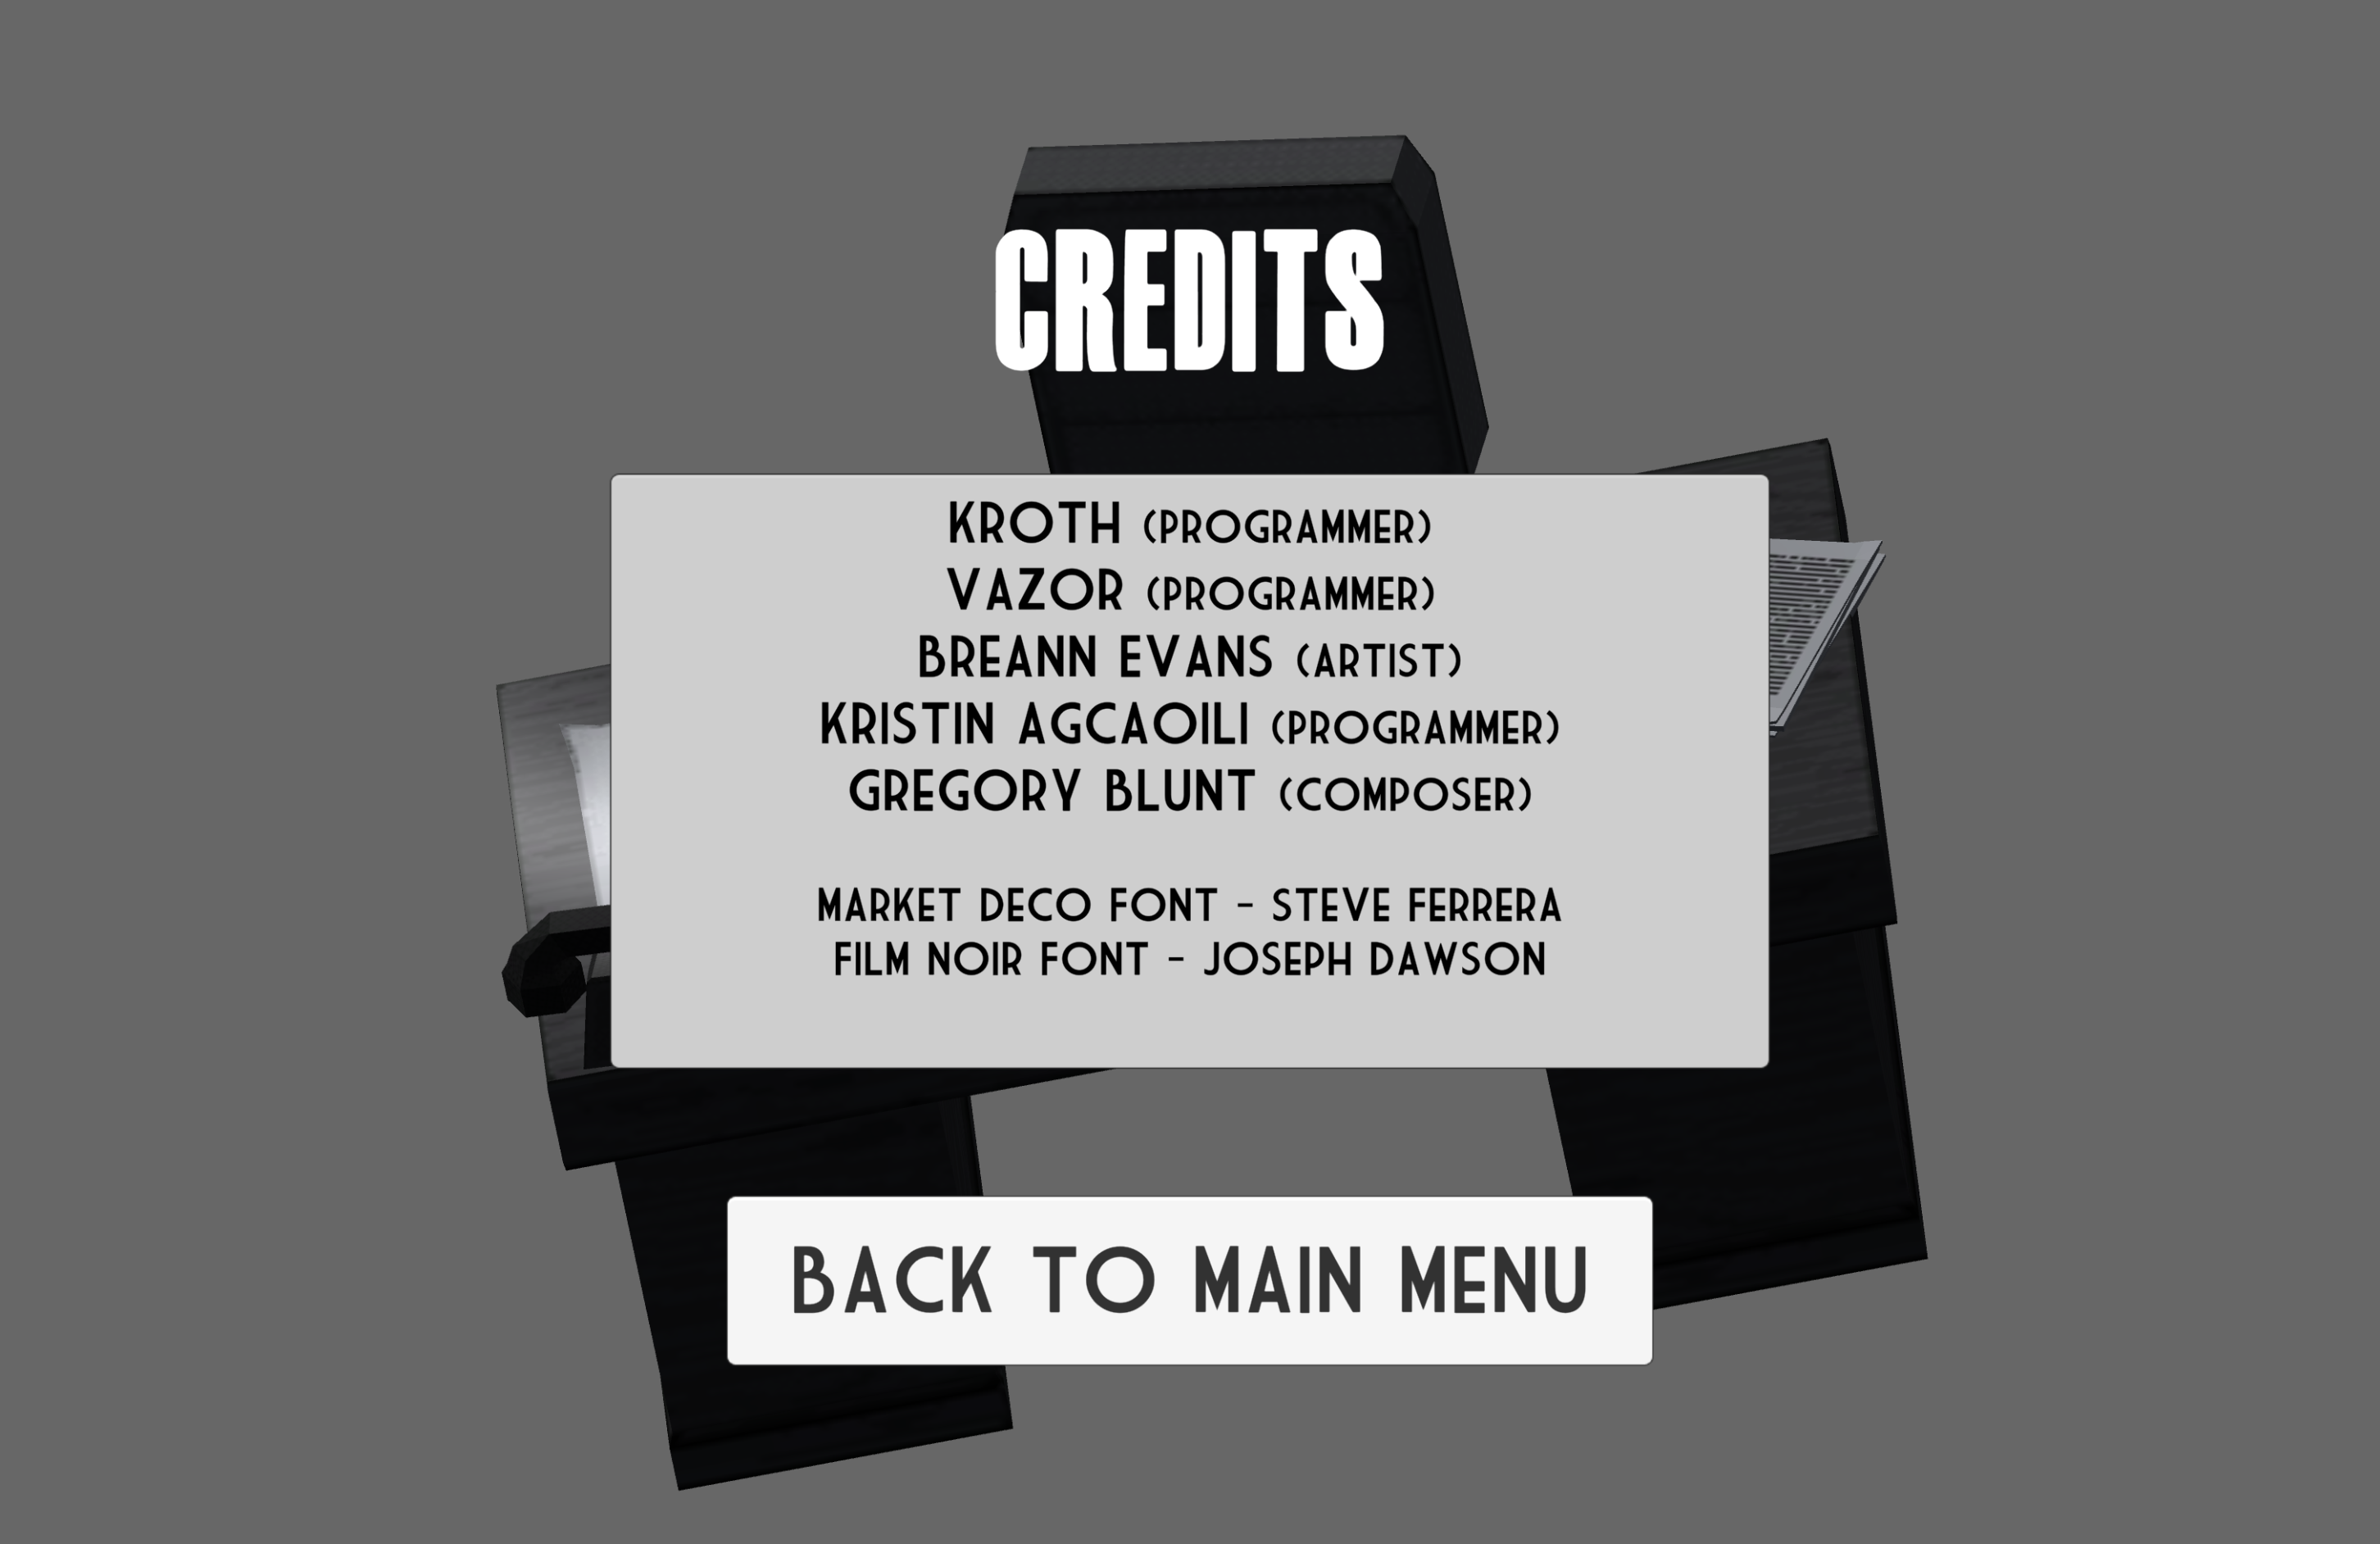 CREDITS
KROTH (PROGRAMMER)
VAZOR (PROGRAMMER)
BREANN EVANS (ARTIST)
KRISTIN AGCAOILI (PROGRAMMER)
GREGORY BLUNT (COMPOSER)
MARKET DECO FONT - STEVE FERRERA
FILM NOIR FONT - JOSEPH DAWSON
BACK TO MAIN MENU